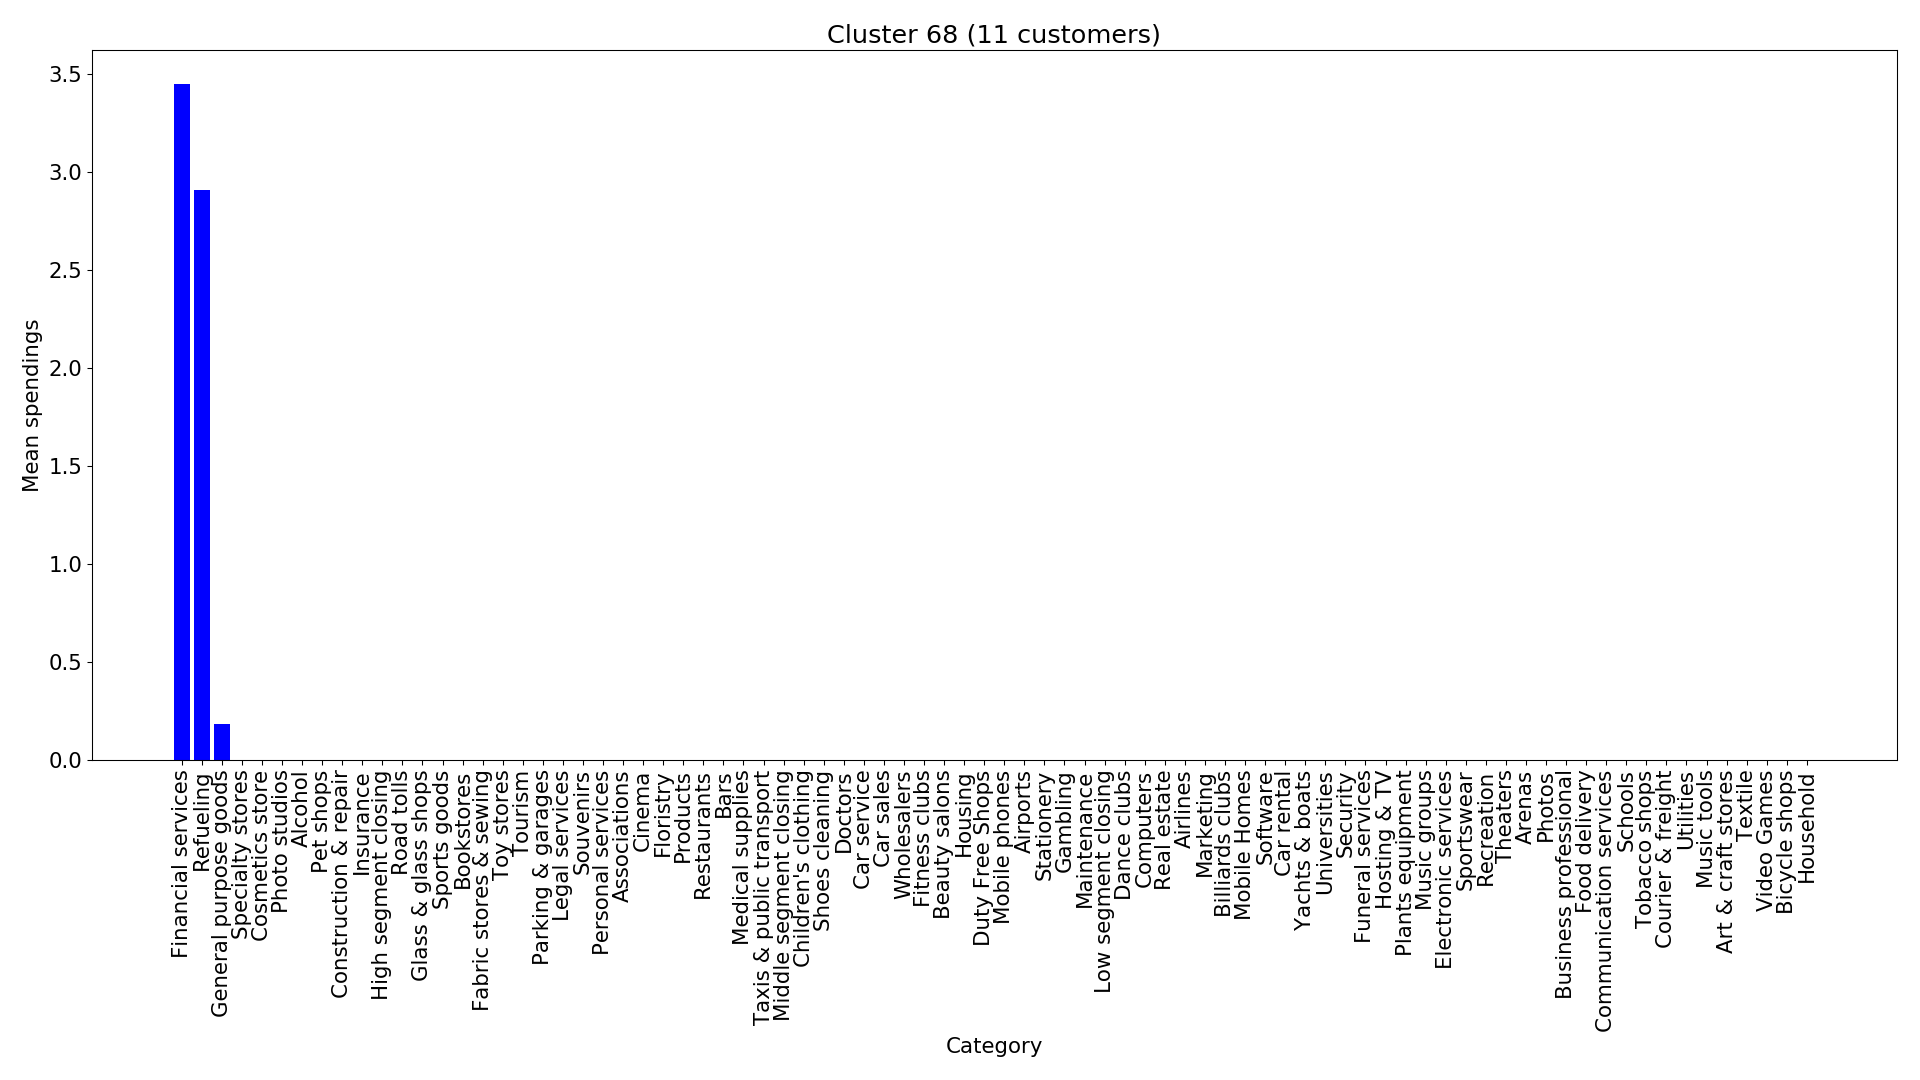 Cluster 68 (11 customers)
3.5
3.0
2.5
2.0
1.5
1.0
0.5
0.0
Mean spendings
Financial services
Refueling
General purpose goods
Specialty stores
Cosmetics store
Photo studios
Alcohol
Pet shops
Construction & repair
Insurance
High segment closing
Road tolls
Glass & glass shops
Sports goods
Bookstores
Fabric stores & sewing
Toy stores
Tourism
Parking & garages
Legal services
Souvenirs
Personal services
Associations
Cinema
Floristry
Products
Restaurants
Bars
Medical supplies
Taxis & public transport
Middle segment closing
Children's clothing
Shoes cleaning
Doctors
Car service
Car sales
Wholesalers
Fitness clubs
Beauty salons
Housing
Duty Free Shops
Mobile phones
Airports
Stationery
Gambling
Maintenance
Low segment closing
Dance clubs
Computers
Real estate
Airlines
Marketing
Billiards clubs
Mobile Homes
Software
Car rental
Yachts & boats
Universities
Security
Funeral services
Hosting & TV
Plants equipment
Music groups
Electronic services
Sportswear
Recreation
Theaters
Arenas
Photos
Business professional
Food delivery
Communication services
Schools
Tobacco shops
Courier & freight
Utilities
Music tools
Art & craft stores
Textile
Video Games
Bicycle shops
Household
Category